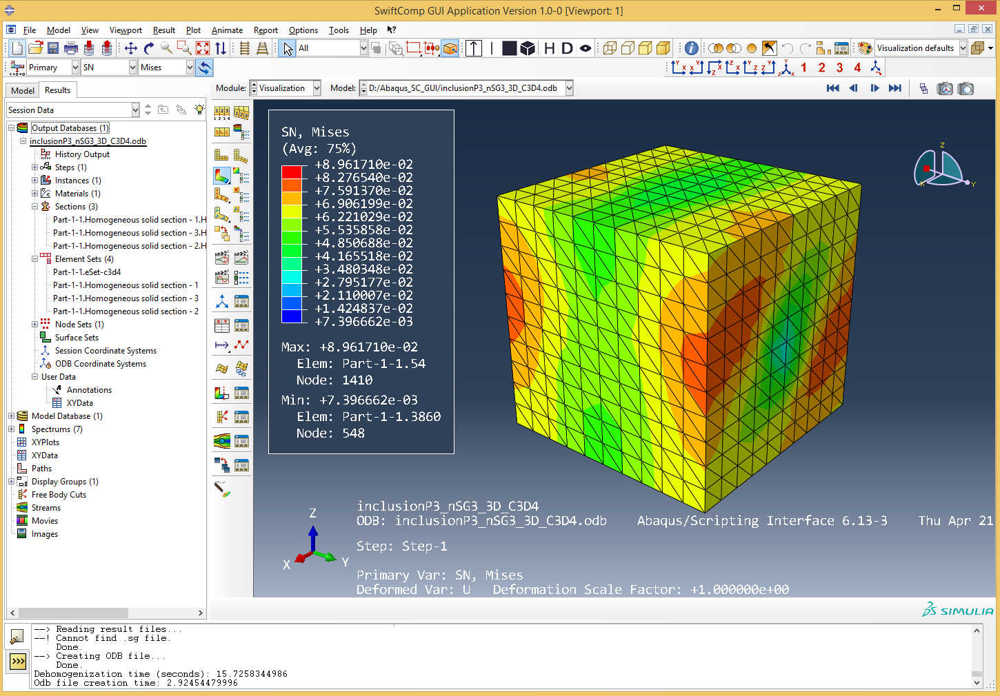 SwiftComp GUI Application Version 1.0-0 [Viewport: 1]
File Model View Viewport Result Plot Animate Report Options Tools Help
All
Visualization defaults
Primary SN Mises
1 2 3 4
Model Results
Module: Visualization Model: D:/Abaqus_SC_GUI/inclusionP3_nSG3_3D_C3D4.odb
Session Data
Output Databases (1)
inclusionP3_nSG3_3D_C3D4.odb
History Output
Steps (1)
Instances (1)
Materials (1)
Sections (3)
Part-1-1.Homogeneous solid section - 1.H
Part-1-1.Homogeneous solid section - 3.H
Part-1-1.Homogeneous solid section - 2.H
Element Sets (4)
Part-1-1.eSet-c3d4
Part-1-1.Homogeneous solid section - 1
Part-1-1.Homogeneous solid section - 3
Part-1-1.Homogeneous solid section - 2
Node Sets (1)
Surface Sets
Session Coordinate Systems
ODB Coordinate Systems
User Data
Annotations
XYData
Model Database (1)
Spectrums (7)
XYPlots
XYData
Paths
Display Groups (1)
Free Body Cuts
Streams
Movies
Images
SN, Mises
(Avg: 75%)
+8.961710e-02
+8.276540e-02
+7.591370e-02
+6.906199e-02
+6.221029e-02
+5.535858e-02
+4.850688e-02
+4.165518e-02
+3.480348e-02
+2.795177e-02
+2.110007e-02
+1.424837e-02
+7.396662e-03
Max: +8.961710e-02
Elem: Part-1-1.54
Node: 1410
Min: +7.396662e-03
Elem: Part-1-1.3860
Node: 548
Z
X
Y
Z
X
Y
inclusionP3_nSG3_3D_C3D4
ODB: inclusionP3_nSG3_3D_C3D4.odb Abaqus/Scripting Interface 6.13-3 Thu Apr 21
Step: Step-1
Primary Var: SN, Mises
Deformed Var: U Deformation Scale Factor: +1.000000e+00
SIMULIA
--> Reading result files...
--! Cannot find .sg file.
Done.
--> Creating ODB file...
Done.
Dehomogenization time (seconds): 15.7258344986
Odb file creation time: 2.92454479996